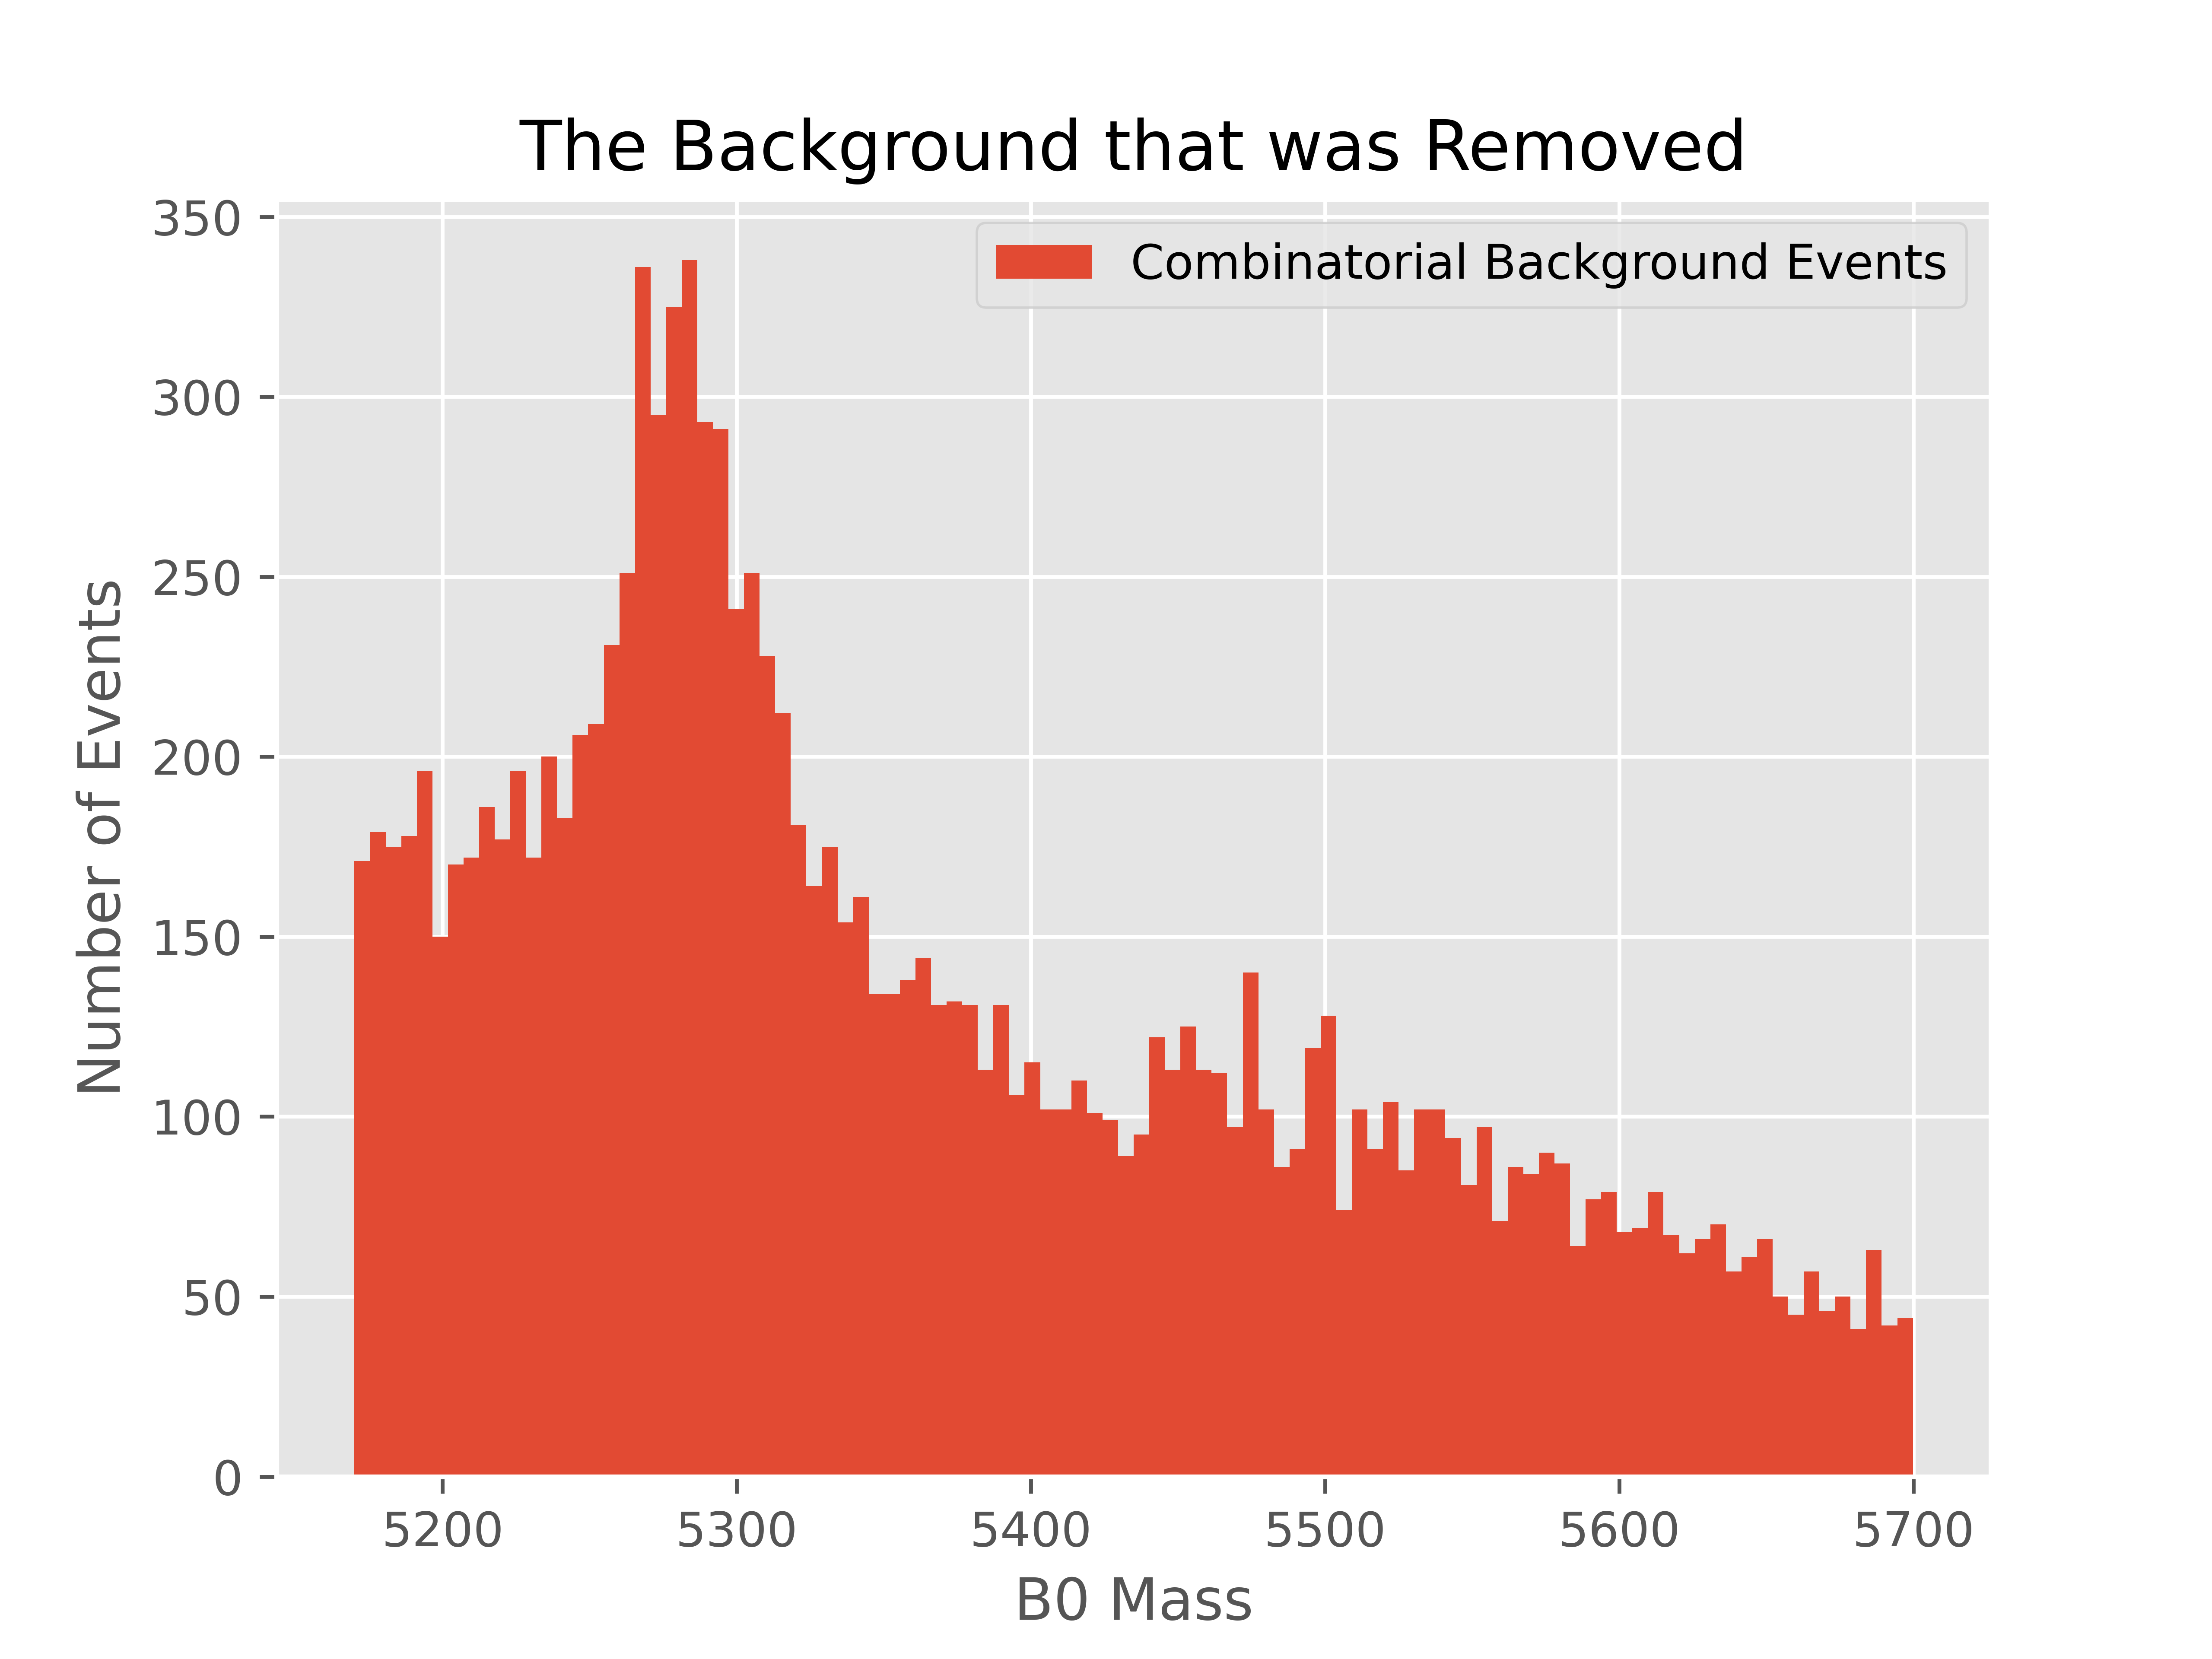 The Background that was Removed
Combinatorial Background Events
Number of Events
350
300
250
200
150
100
50
0
5200 5300 5400 5500 5600 5700
B0 Mass